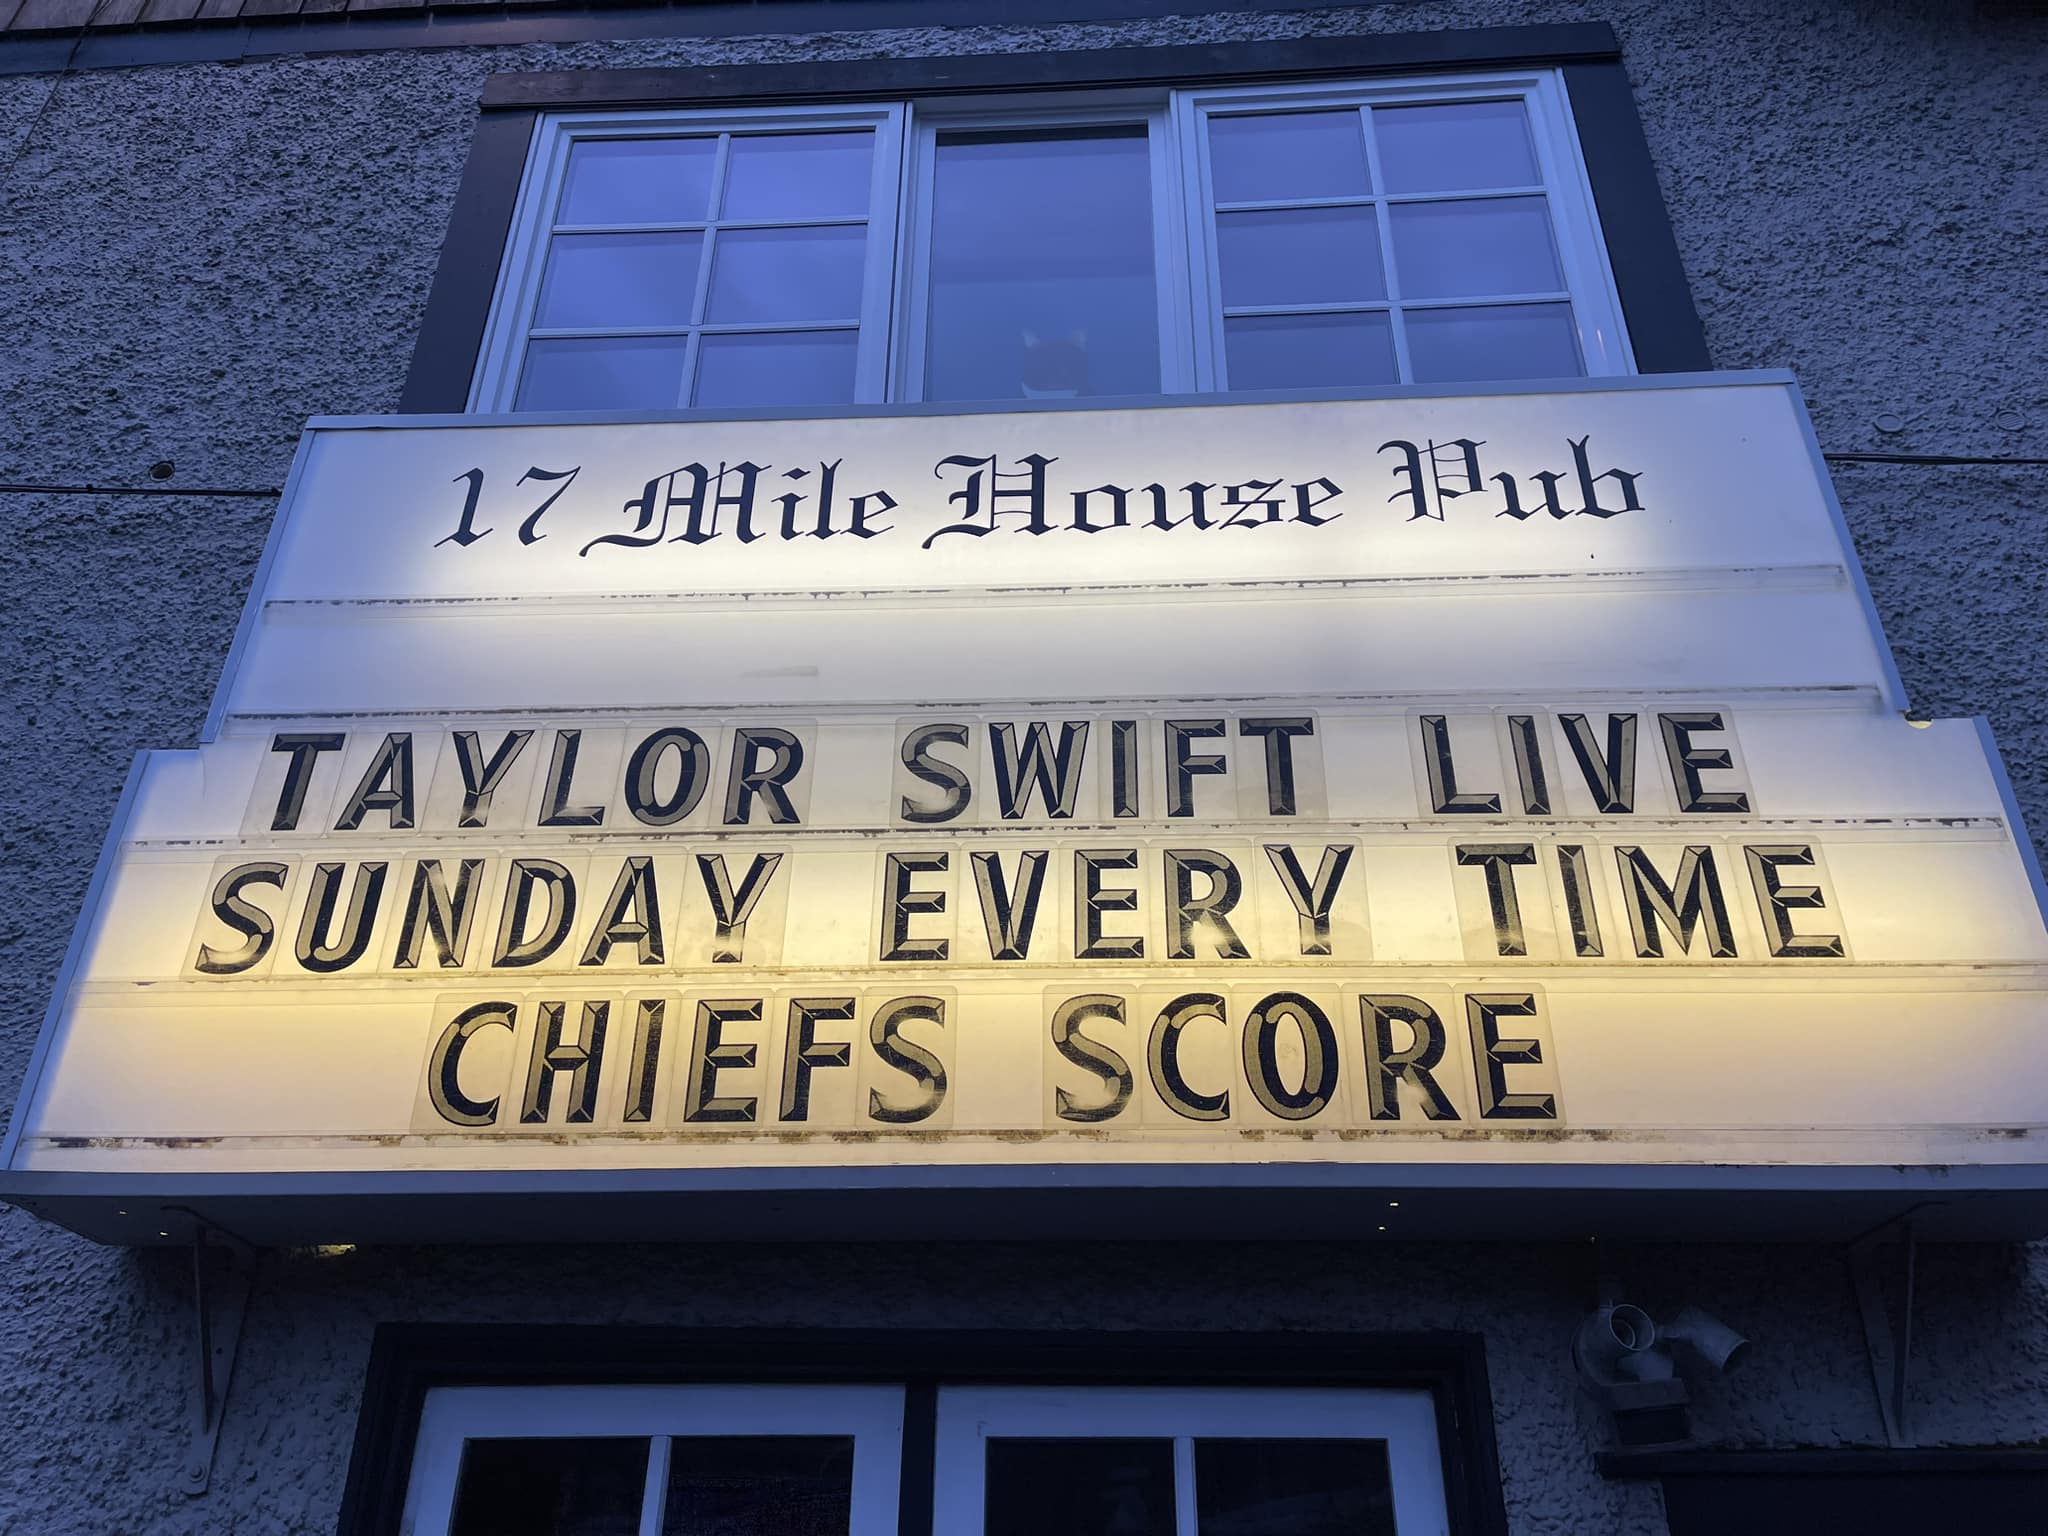 17 Mile House Pub
TAYLOR SWIFT LIVE
SUNDAY EVERY TIME
CHIEFS SCORE